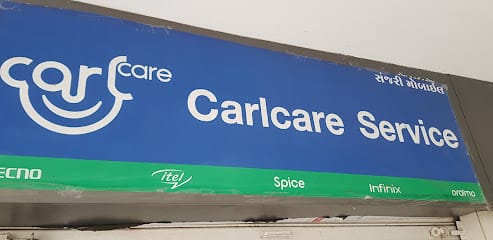 carlcare
સંજરી મોબાઈલ
Carlcare Service
ECNO
itel
Spice
Infinix
oraimo